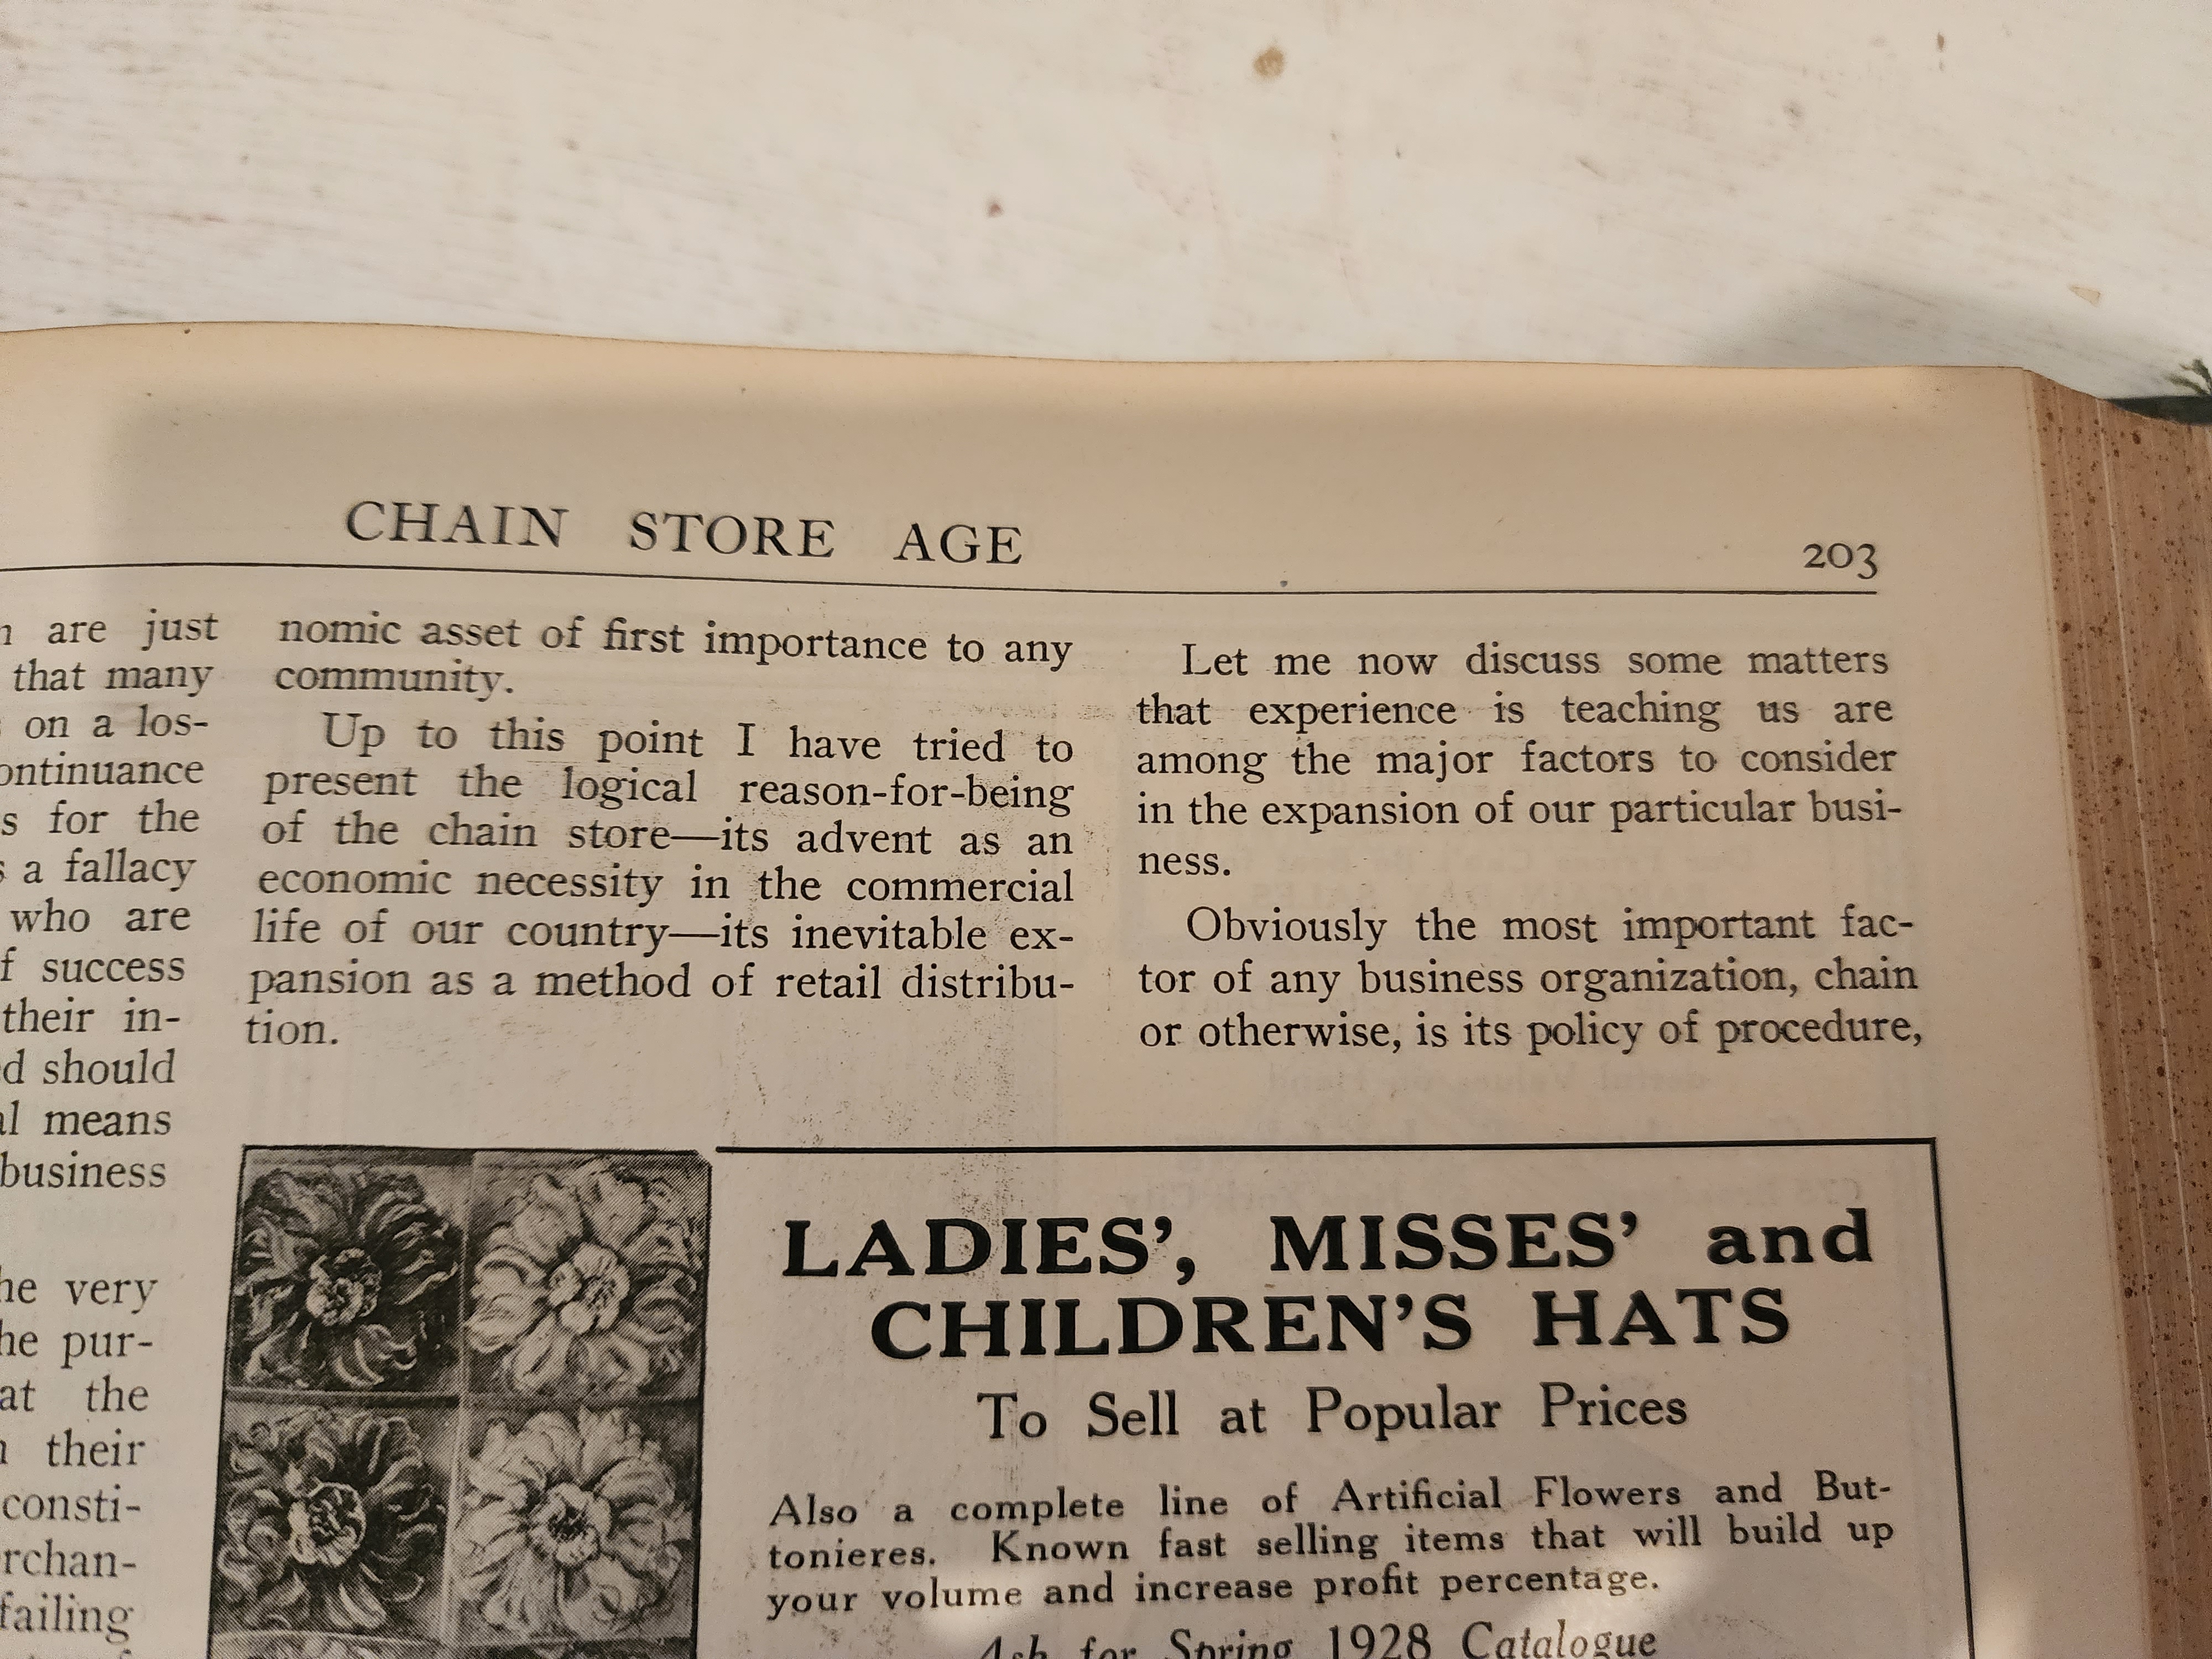 CHAIN STORE AGE
203
are just
that many
on a los-
ontinuance
s for the
a fallacy
who are
f success
their in-
d should
al means
business
he very
he pur-
at the
their
consti-
rchan-
failing
nomic asset of first importance to any
community.
Up to this point I have tried to
present the logical reason-for-being
of the chain store—its advent as an
economic necessity in the commercial
life of our country—its inevitable ex-
pansion as a method of retail distribu-
tion.
Let me now discuss some matters
that experience is teaching us are
among the major factors to consider
in the expansion of our particular busi-
ness.
Obviously the most important fac-
tor of any business organization, chain
or otherwise, is its policy of procedure,
LADIES', MISSES' and
CHILDREN'S HATS
To Sell at Popular Prices
Also a complete line of Artificial Flowers and But-
tonieres. Known fast selling items that will build up
your volume and increase profit percentage.
Ask for Spring 1928 Catalogue